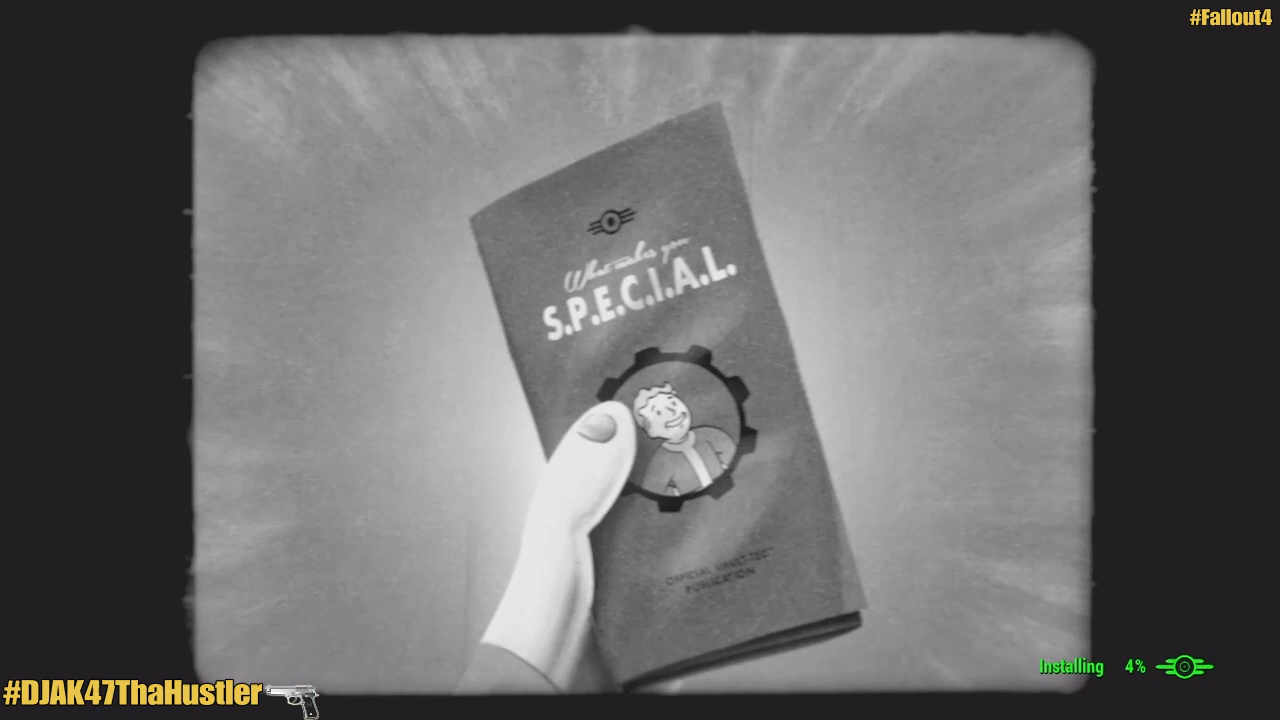 #Fallout4
What makes you
S.P.E.C.I.A.L.
OFFICIAL VAULT-TEC
PUBLICATION
Installing 4%
#DJAK47ThaHustler